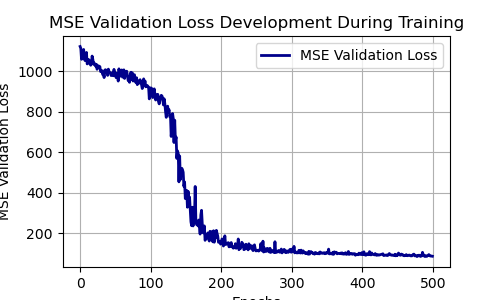 MSE Validation Loss Development During Training
MSE Validation Loss
MSE Validation Loss
1000
800
600
400
200
0 100 200 300 400 500
Epochs